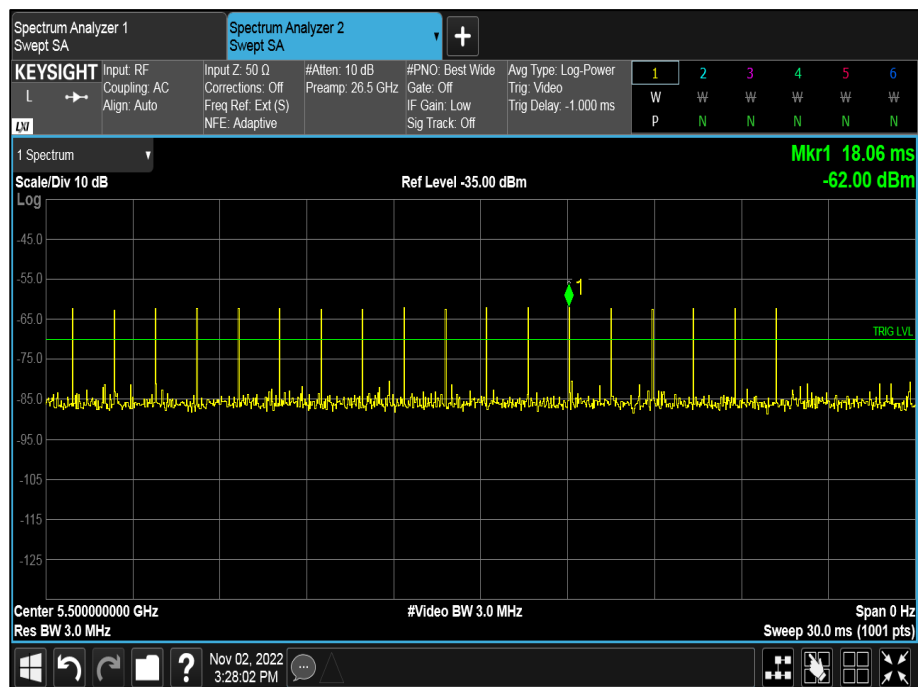 Spectrum Analyzer 1
Swept SA
Spectrum Analyzer 2
Swept SA
KEYSIGHT
L
LXI
Input: RF
Coupling: AC
Align: Auto
Input Z: 50 Ω
Corrections: Off
Freq Ref: Ext (S)
NFE: Adaptive
#Atten: 10 dB
Preamp: 26.5 GHz
#PNO: Best Wide
Gate: Off
IF Gain: Low
Sig Track: Off
Avg Type: Log-Power
Trig: Video
Trig Delay: -1.000 ms
1 2 3 4 5 6
W W W W W W
P N N N N N
1 Spectrum
Mkr1 18.06 ms
Scale/Div 10 dB
Ref Level -35.00 dBm
-62.00 dBm
Log
-45.0
-55.0
1
-65.0
TRIG LVL
-75.0
-85.0
-95.0
-105
-115
-125
Center 5.500000000 GHz
#Video BW 3.0 MHz
Span 0 Hz
Res BW 3.0 MHz
Sweep 30.0 ms (1001 pts)
?
Nov 02, 2022
3:28:02 PM